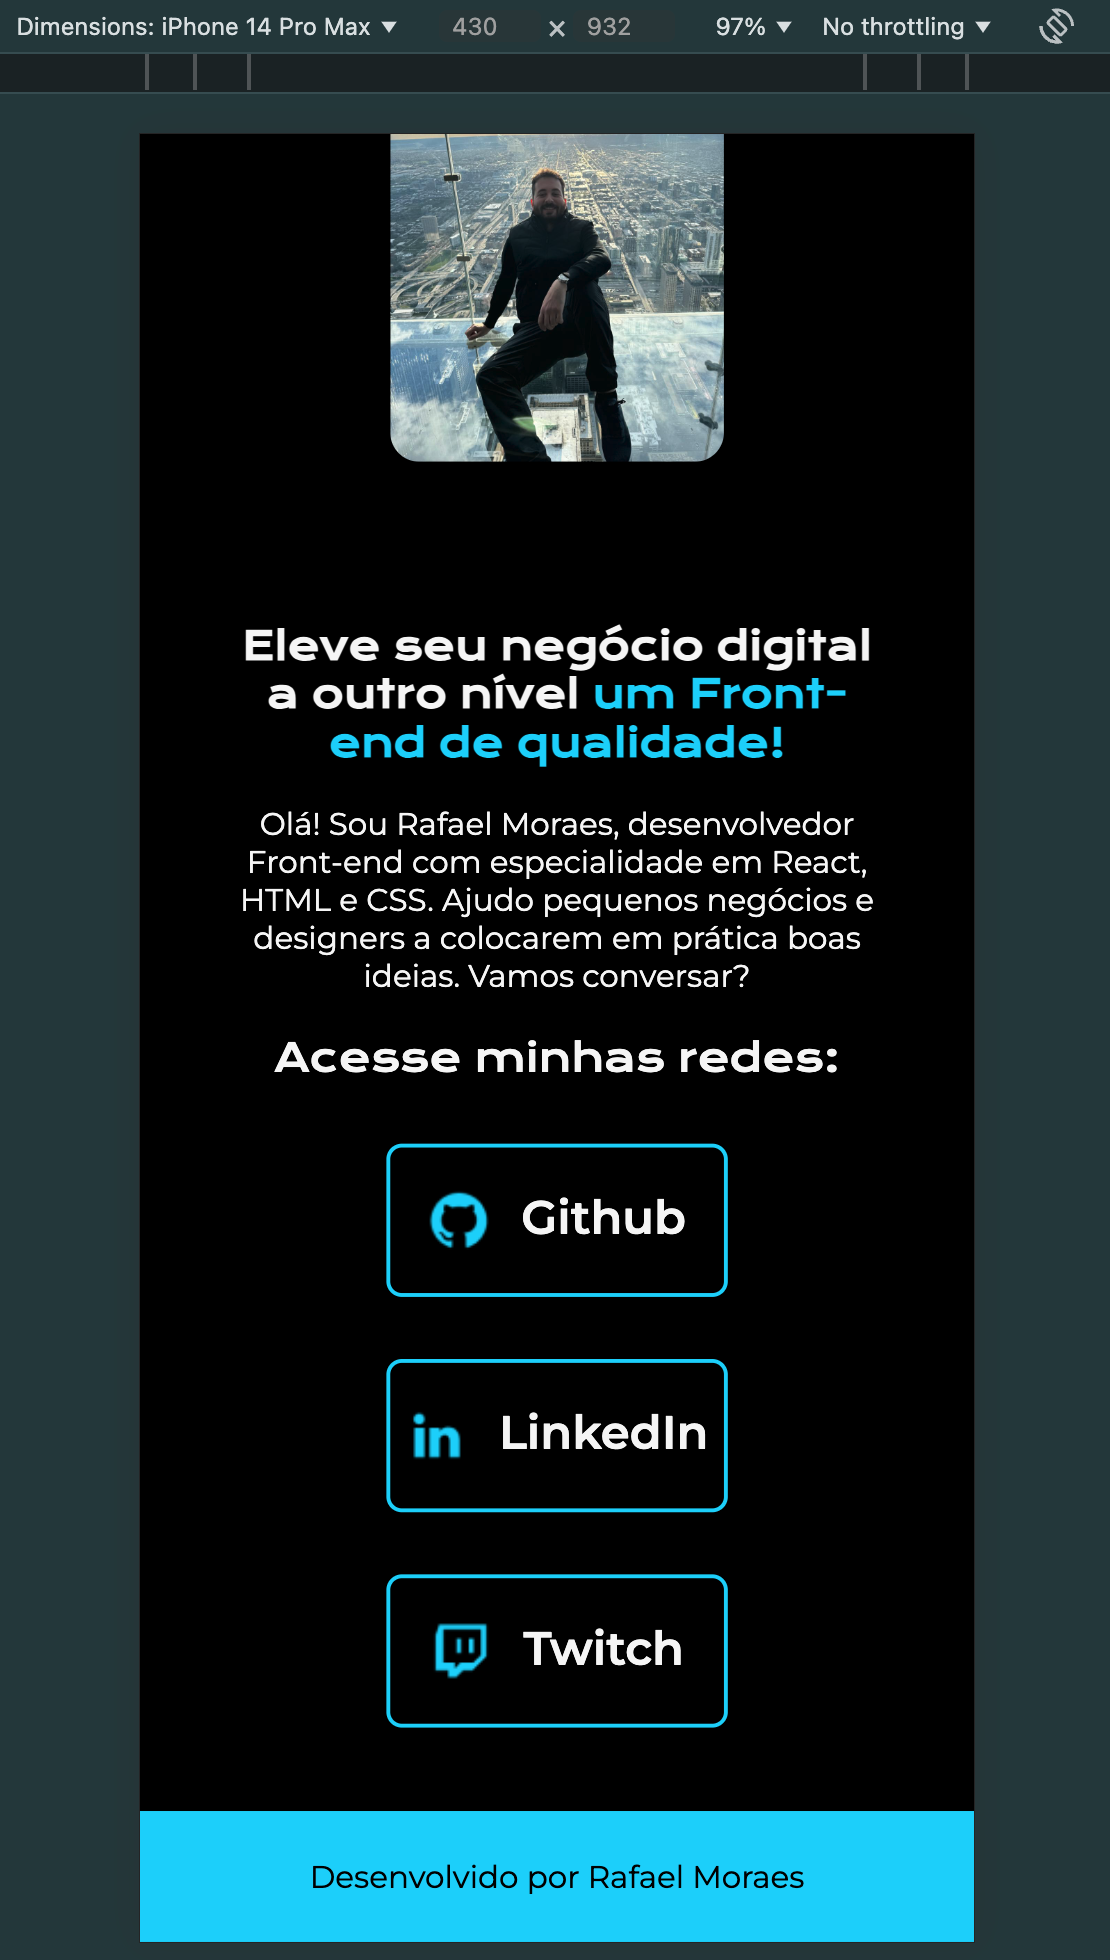 Dimensions: iPhone 14 Pro Max ▼ 430 × 932 97% ▼ No throttling ▼
Eleve seu negócio digital
a outro nível um Front-
end de qualidade!
Olá! Sou Rafael Moraes, desenvolvedor
Front-end com especialidade em React,
HTML e CSS. Ajudo pequenos negócios e
designers a colocarem em prática boas
ideias. Vamos conversar?
Acesse minhas redes:
Github
in LinkedIn
Twitch
Desenvolvido por Rafael Moraes